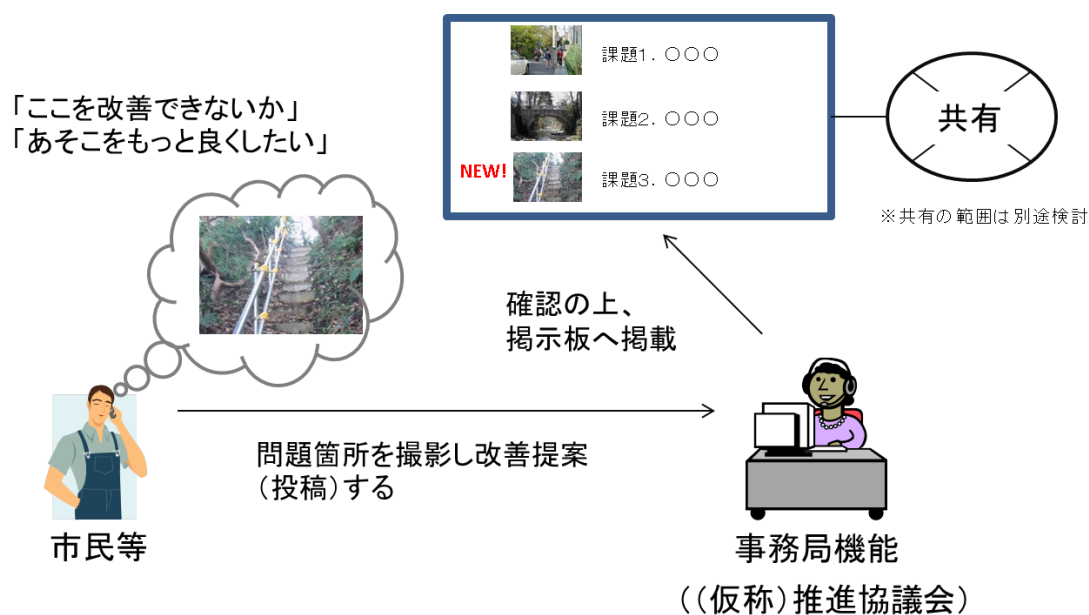 「ここを改善できないか」
「あそこをもっと良くしたい」
課題1．○○○
課題2．○○○
NEW! 課題3．○○○
共有
※共有の範囲は別途検討
確認の上、
掲示板へ掲載
問題箇所を撮影し改善提案
（投稿）する
市民等
事務局機能
（（仮称）推進協議会）